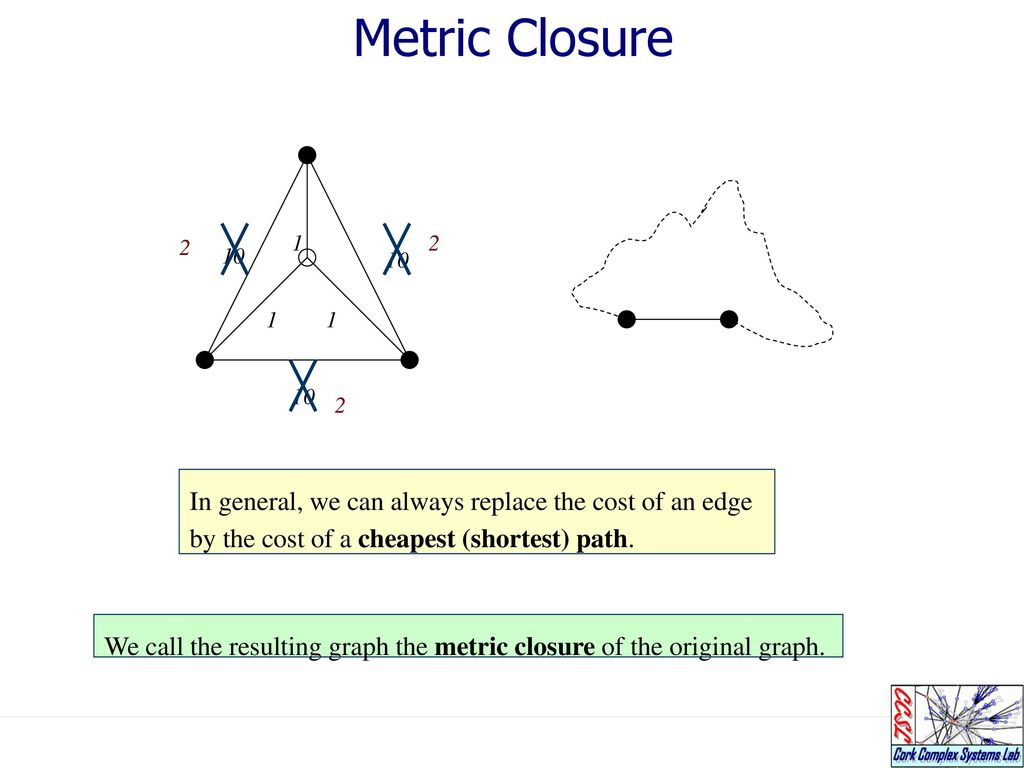 Metric Closure
2
10
1
10
2
1
1
10
2
In general, we can always replace the cost of an edge
by the cost of a cheapest (shortest) path.
We call the resulting graph the metric closure of the original graph.
CCSL
Cork Complex Systems Lab